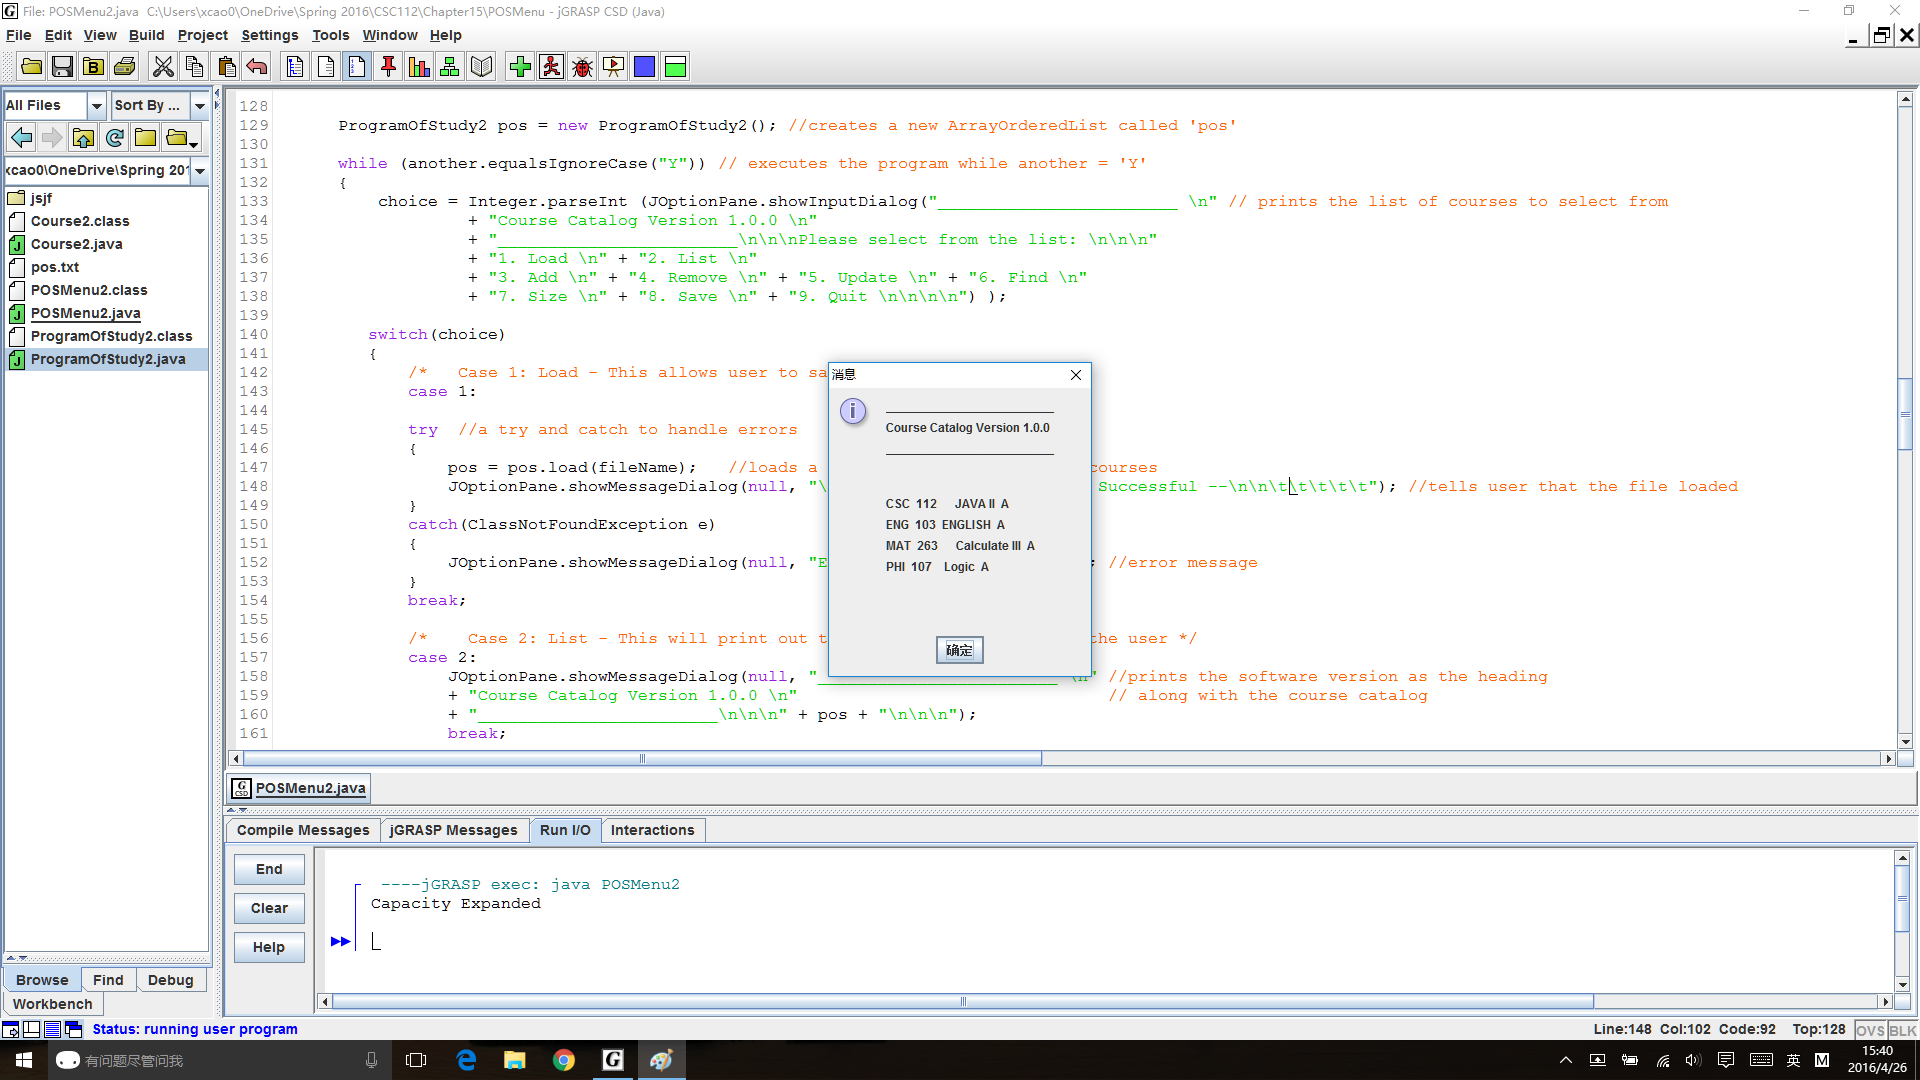 File: POSMenu2.java  C:\Users\xcao0\OneDrive\Spring 2016\CSC112\Chapter15\POSMenu - jGRASP CSD (Java)
File Edit View Build Project Settings Tools Window Help
All Files Sort By ...
xcao0\OneDrive\Spring 201
jsjf
Course2.class
Course2.java
pos.txt
POSMenu2.class
POSMenu2.java
ProgramOfStudy2.class
ProgramOfStudy2.java
Browse Find Debug
Workbench
128
129 ProgramOfStudy2 pos = new ProgramOfStudy2(); //creates a new ArrayOrderedList called 'pos'
130
131 while (another.equalsIgnoreCase("Y")) // executes the program while another = 'Y'
132 {
133 choice = Integer.parseInt (JOptionPane.showInputDialog("________________________ \n" // prints the list of courses to select from
134 + "Course Catalog Version 1.0.0 \n"
135 + "________________________\n\n\nPlease select from the list: \n\n\n"
136 + "1. Load \n" + "2. List \n"
137 + "3. Add \n" + "4. Remove \n" + "5. Update \n" + "6. Find \n"
138 + "7. Size \n" + "8. Save \n" + "9. Quit \n\n\n\n") );
139
140 switch(choice)
141 {
142 /* Case 1: Load - This allows user to sa
143 case 1:
144
145 try //a try and catch to handle errors
146 {
147 pos = pos.load(fileName); //loads a courses
148 JOptionPane.showMessageDialog(null, "\ Successful --\n\n\t\t\t\t\t"); //tells user that the file loaded
149 }
150 catch(ClassNotFoundException e)
151 {
152 JOptionPane.showMessageDialog(null, "E ; //error message
153 }
154 break;
155
156 /* Case 2: List - This will print out t the user */
157 case 2:
158 JOptionPane.showMessageDialog(null, "________________________ \n" //prints the software version as the heading
159 + "Course Catalog Version 1.0.0 \n" // along with the course catalog
160 + "________________________\n\n\n" + pos + "\n\n\n");
161 break;
消息
________________________
Course Catalog Version 1.0.0
________________________
CSC 112 JAVA II A
ENG 103 ENGLISH A
MAT 263 Calculate III A
PHI 107 Logic A
确定
POSMenu2.java
Compile Messages jGRASP Messages Run I/O Interactions
End
Clear
Help
----jGRASP exec: java POSMenu2
Capacity Expanded
Status: running user program
Line:148 Col:102 Code:92 Top:128 OVS BLK
有问题尽管问我
英 M
15:40
2016/4/26